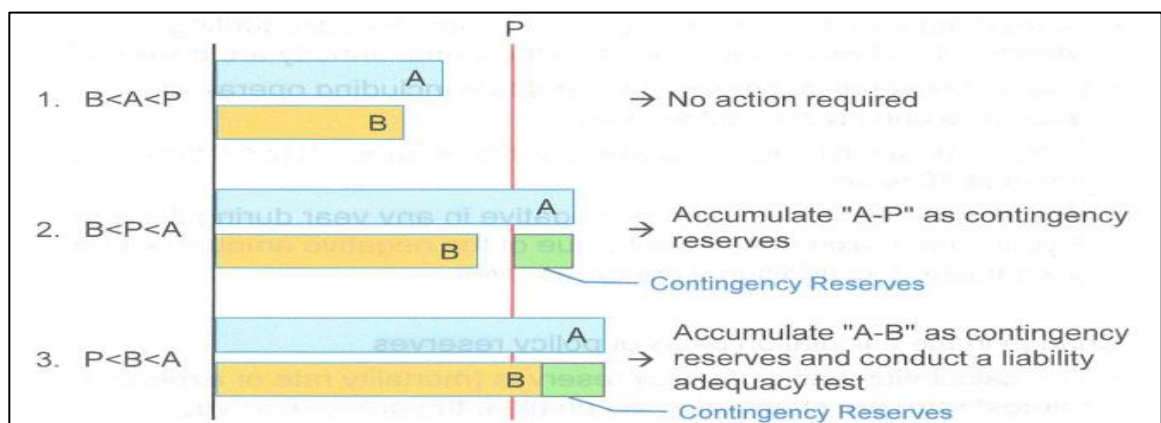 P
1. B<A<P
A
B
→ No action required
2. B<P<A
A
B
→ Accumulate "A-P" as contingency
reserves
Contingency Reserves
3. P<B<A
A
B
→ Accumulate "A-B" as contingency
reserves and conduct a liability
adequacy test
Contingency Reserves